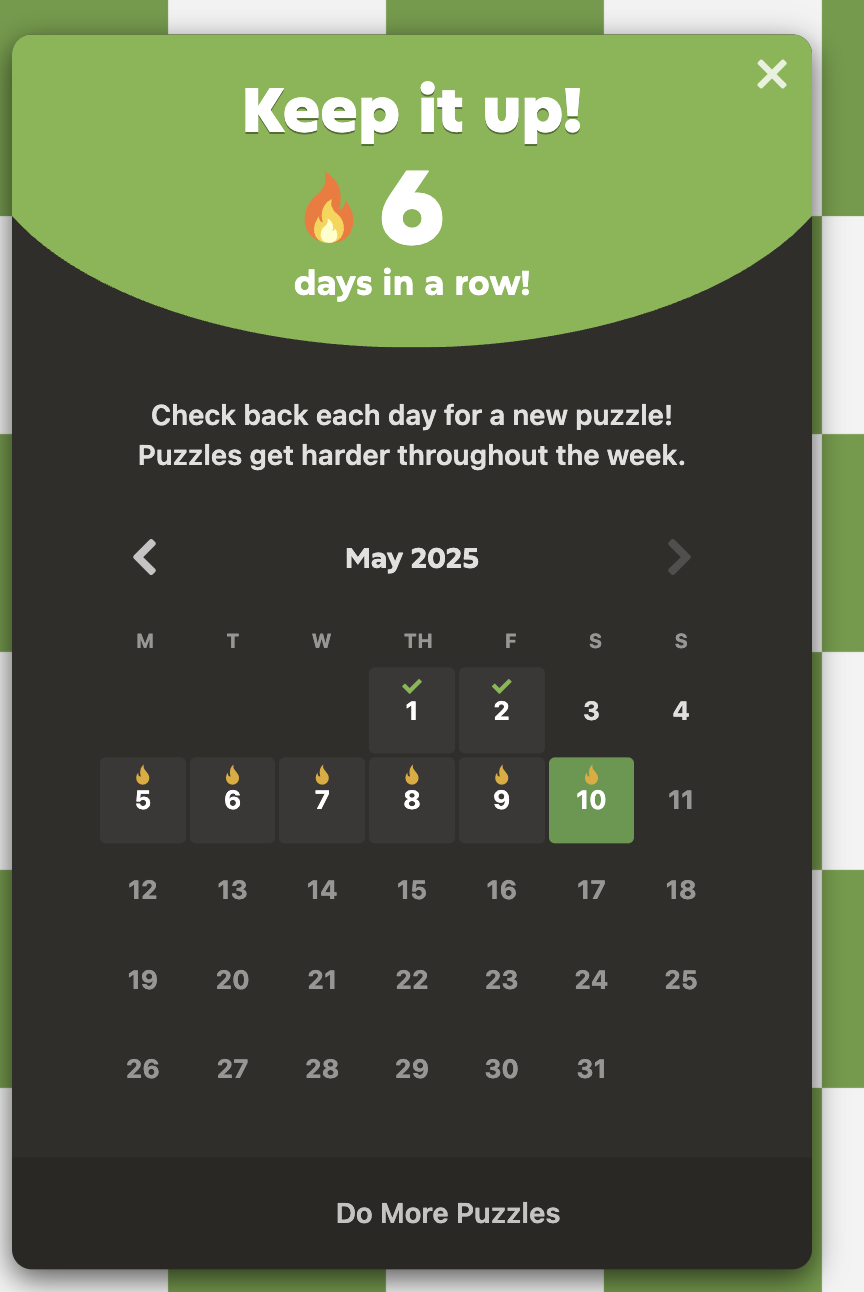 Keep it up!
6
days in a row!
Check back each day for a new puzzle!
Puzzles get harder throughout the week.
May 2025
M T W TH F S S
1 2 3 4
5 6 7 8 9 10 11
12 13 14 15 16 17 18
19 20 21 22 23 24 25
26 27 28 29 30 31
Do More Puzzles